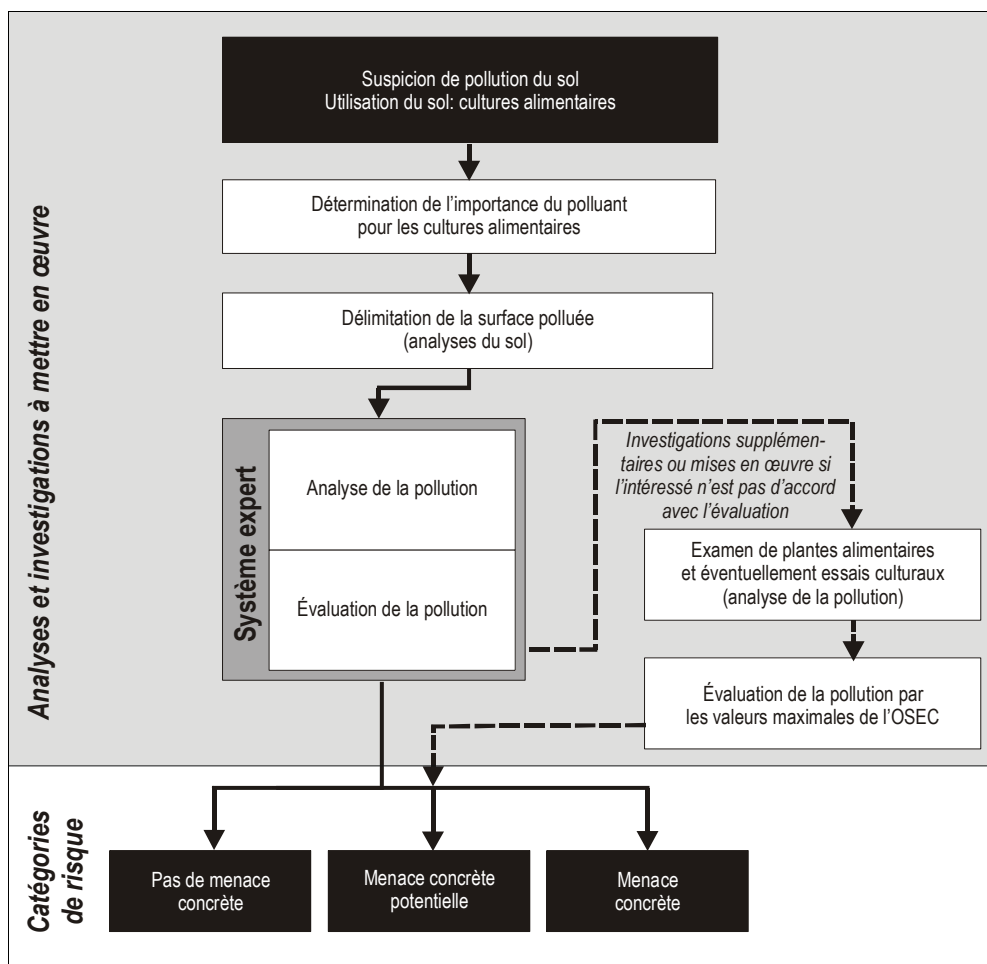 Suspicion de pollution du sol
Utilisation du sol: cultures alimentaires
Détermination de l'importance du polluant
pour les cultures alimentaires
Délimitation de la surface polluée
(analyses du sol)
Analyses et investigations à mettre en œuvre
Système expert
Analyse de la pollution
Évaluation de la pollution
Investigations supplémen-
taires ou mises en œuvre si
l'intéressé n'est pas d'accord
avec l'évaluation
Examen de plantes alimentaires
et éventuellement essais culturaux
(analyse de la pollution)
Évaluation de la pollution par
les valeurs maximales de l'OSEC
Catégories
de risque
Pas de menace
concrète
Menace concrète
potentielle
Menace
concrète